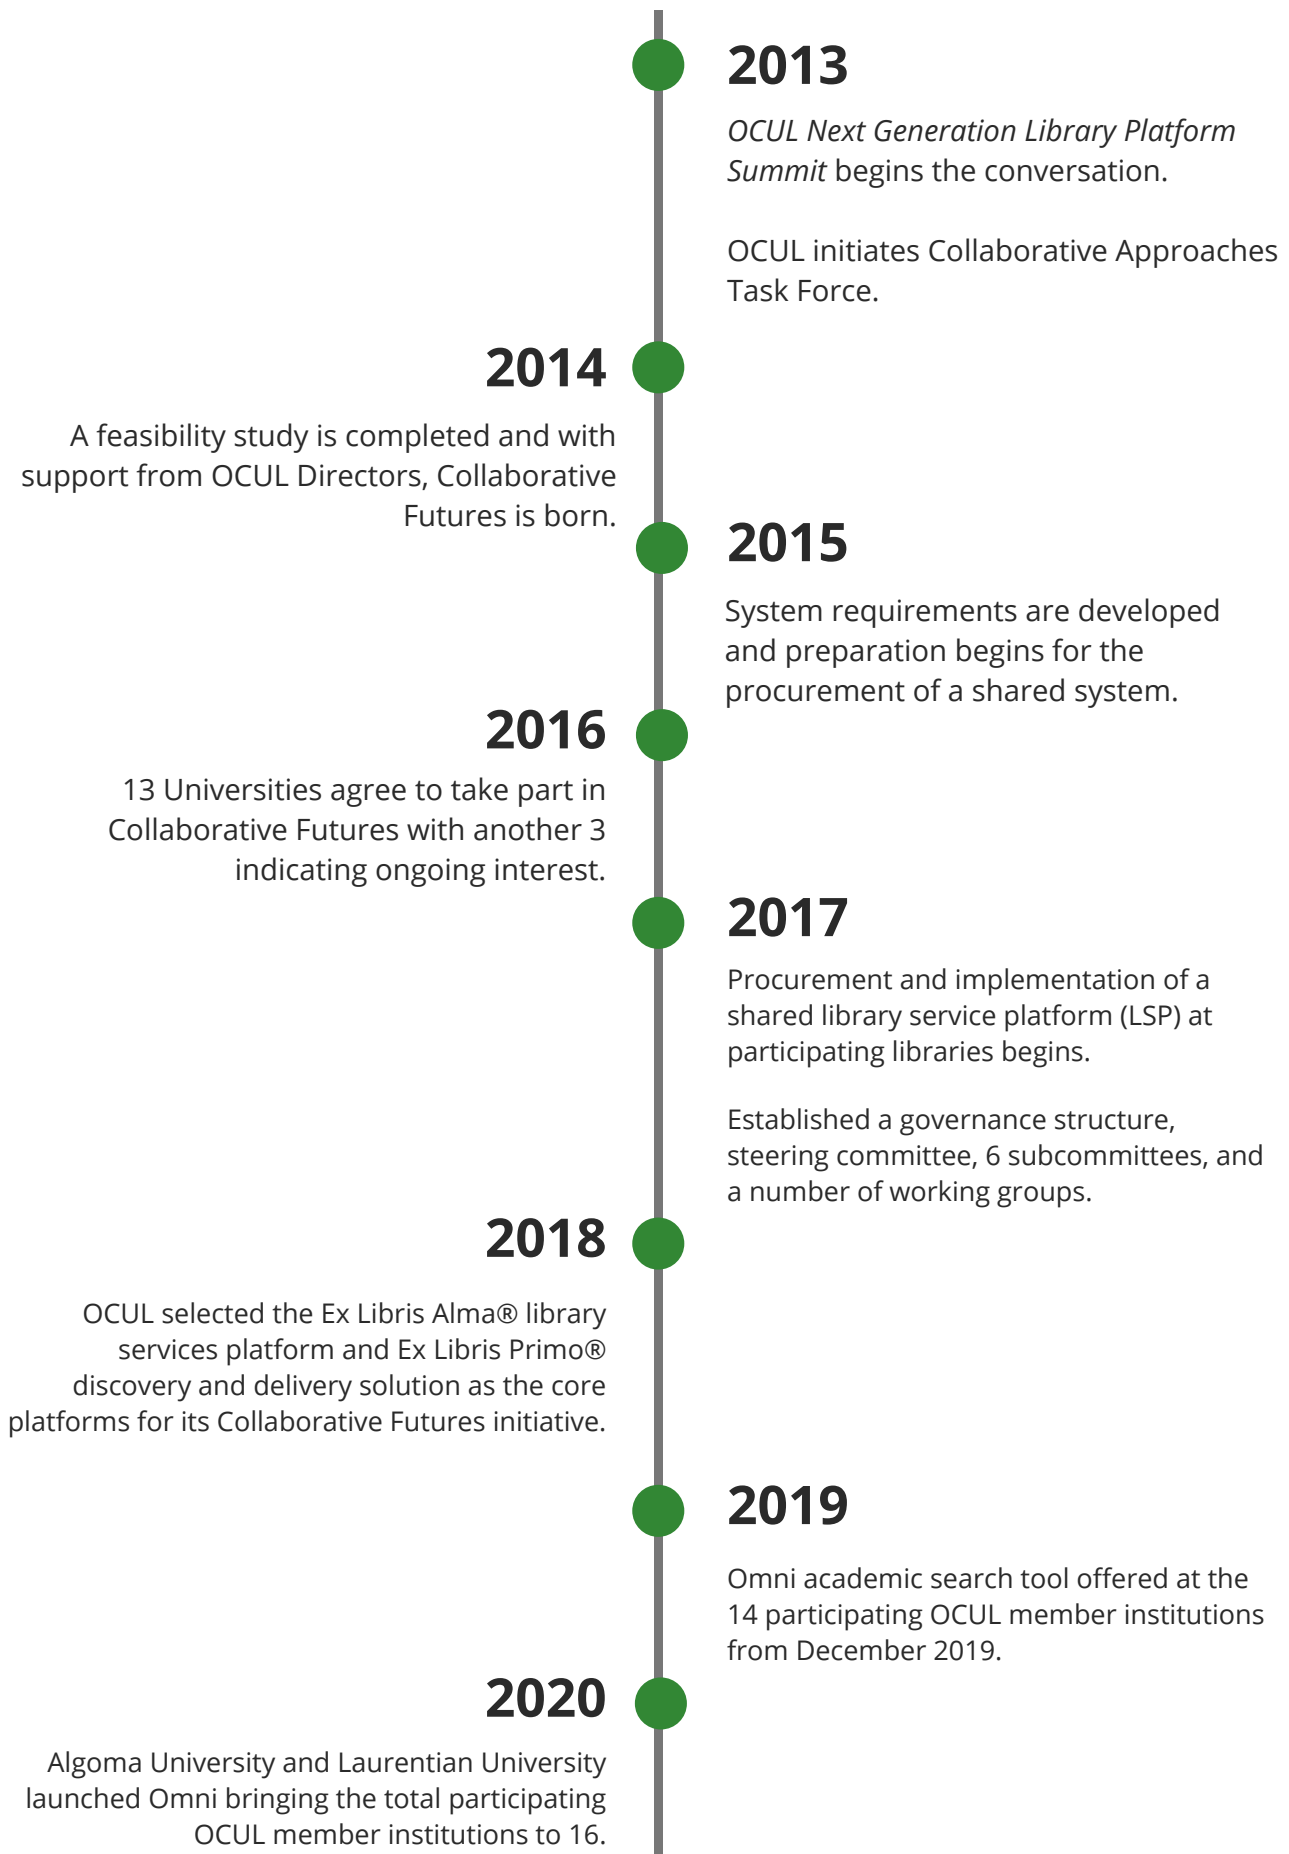 2013
OCUL Next Generation Library Platform
Summit begins the conversation.
OCUL initiates Collaborative Approaches
Task Force.
2014
A feasibility study is completed and with
support from OCUL Directors, Collaborative
Futures is born.
2015
System requirements are developed
and preparation begins for the
procurement of a shared system.
2016
13 Universities agree to take part in
Collaborative Futures with another 3
indicating ongoing interest.
2017
Procurement and implementation of a
shared library service platform (LSP) at
participating libraries begins.
Established a governance structure,
steering committee, 6 subcommittees, and
a number of working groups.
2018
OCUL selected the Ex Libris Alma® library
services platform and Ex Libris Primo®
discovery and delivery solution as the core
platforms for its Collaborative Futures initiative.
2019
Omni academic search tool offered at the
14 participating OCUL member institutions
from December 2019.
2020
Algoma University and Laurentian University
launched Omni bringing the total participating
OCUL member institutions to 16.